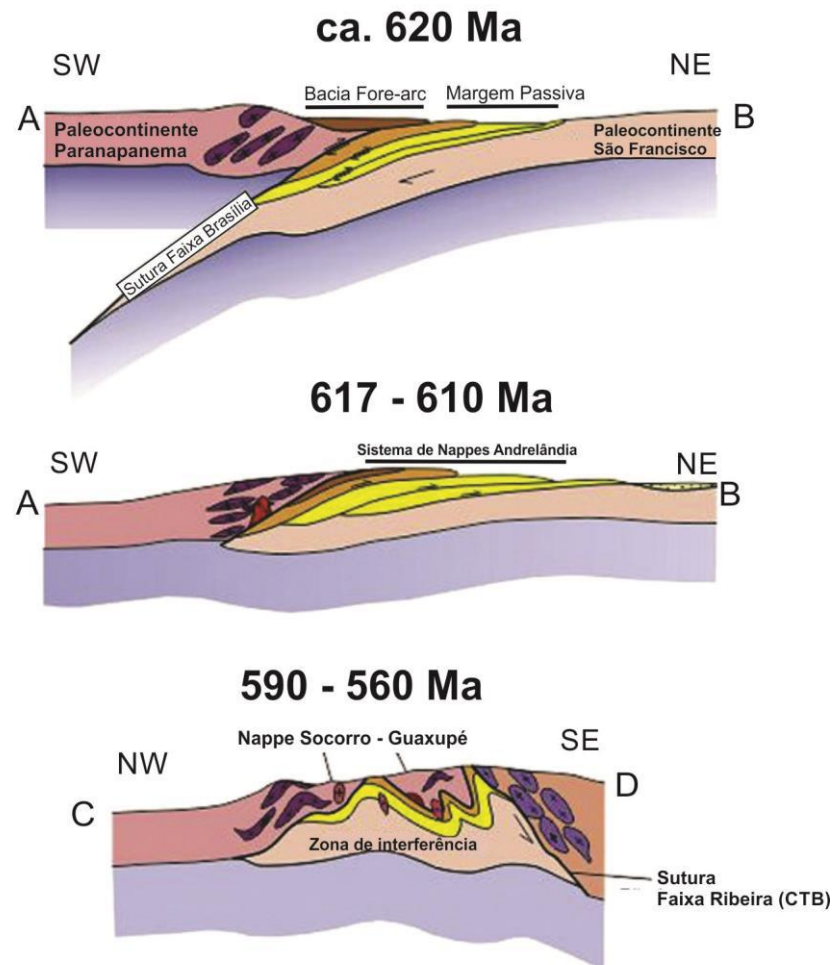 ca. 620 Ma
SW
NE
Bacia Fore-arc
Margem Passiva
A
Paleocontinente
Paranapanema
Paleocontinente
São Francisco
B
Sutura Faixa Brasília
617 - 610 Ma
Sistema de Nappes Andrelândia
SW
NE
A
B
590 - 560 Ma
Nappe Socorro - Guaxupé
NW
SE
C
D
Zona de interferência
Sutura
Faixa Ribeira (CTB)